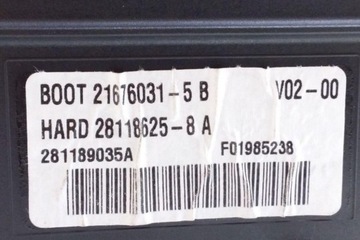 BOOT 21676031-5 B V02-00
HARD 28118625-8 A
281189035A F01985238